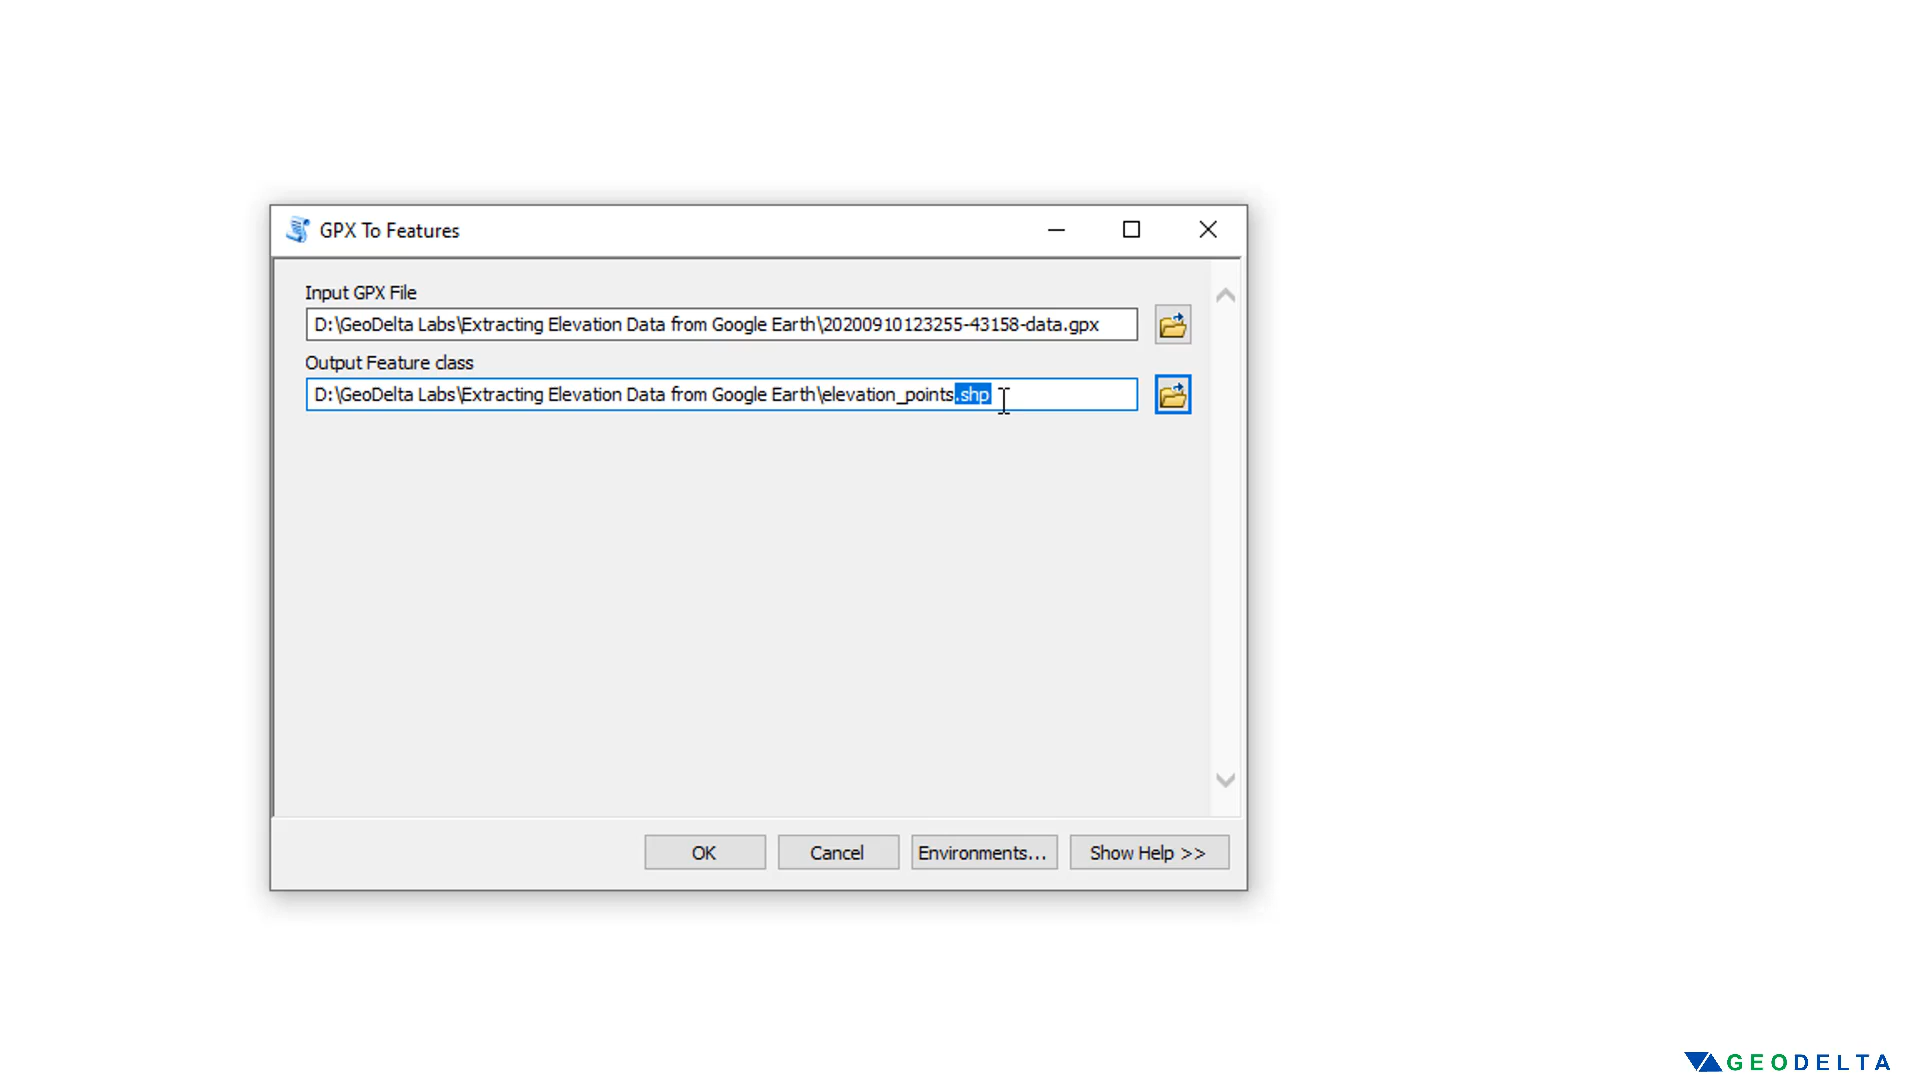 GPX To Features
Input GPX File
D:\GeoDelta Labs\Extracting Elevation Data from Google Earth\20200910123255-43158-data.gpx
Output Feature class
D:\GeoDelta Labs\Extracting Elevation Data from Google Earth\elevation_points.shp
OK Cancel Environments... Show Help >>
GEODELTA